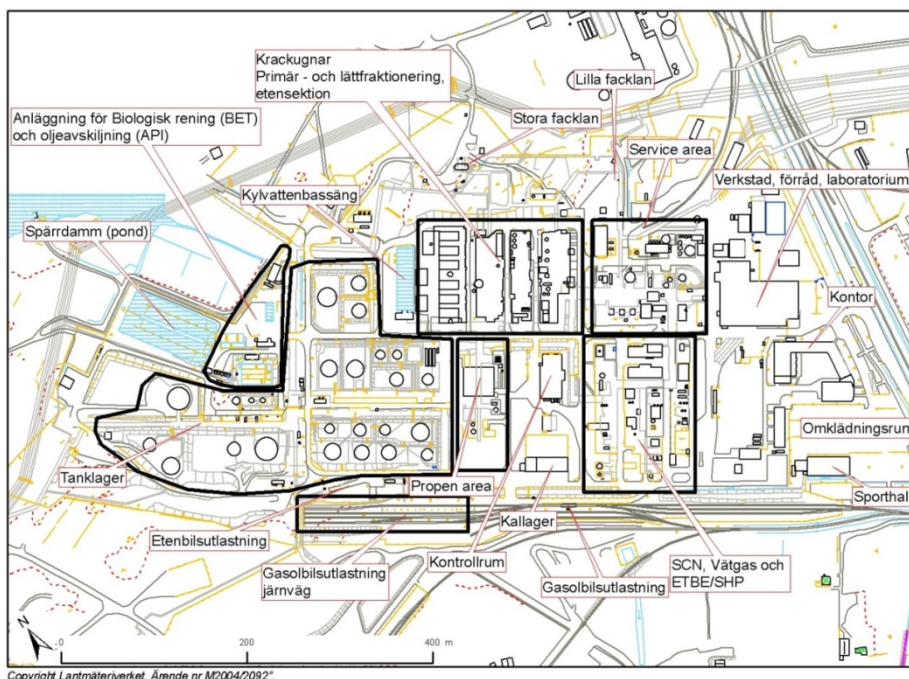 Krackugnar
Primär - och lättfraktionering,
etensektion
Lilla facklan
Anläggning för Biologisk rening (BET)
och oljeavskiljning (API)
Stora facklan
Service area
Verkstad, förråd, laboratorium
Kylvattenbassäng
Spärrdamm (pond)
Kontor
Omklädningsrum
Tanklager
Propen area
Sporthal
Kallager
Etenbilsutlastning
Kontrollrum
SCN, Vätgas och
ETBE/SHP
Gasolbilsutlastning
järnväg
Gasolbilsutlastning
N
0
200
400 m
Copyright Lantmäteriverket. Ärende nr M2004/2092".